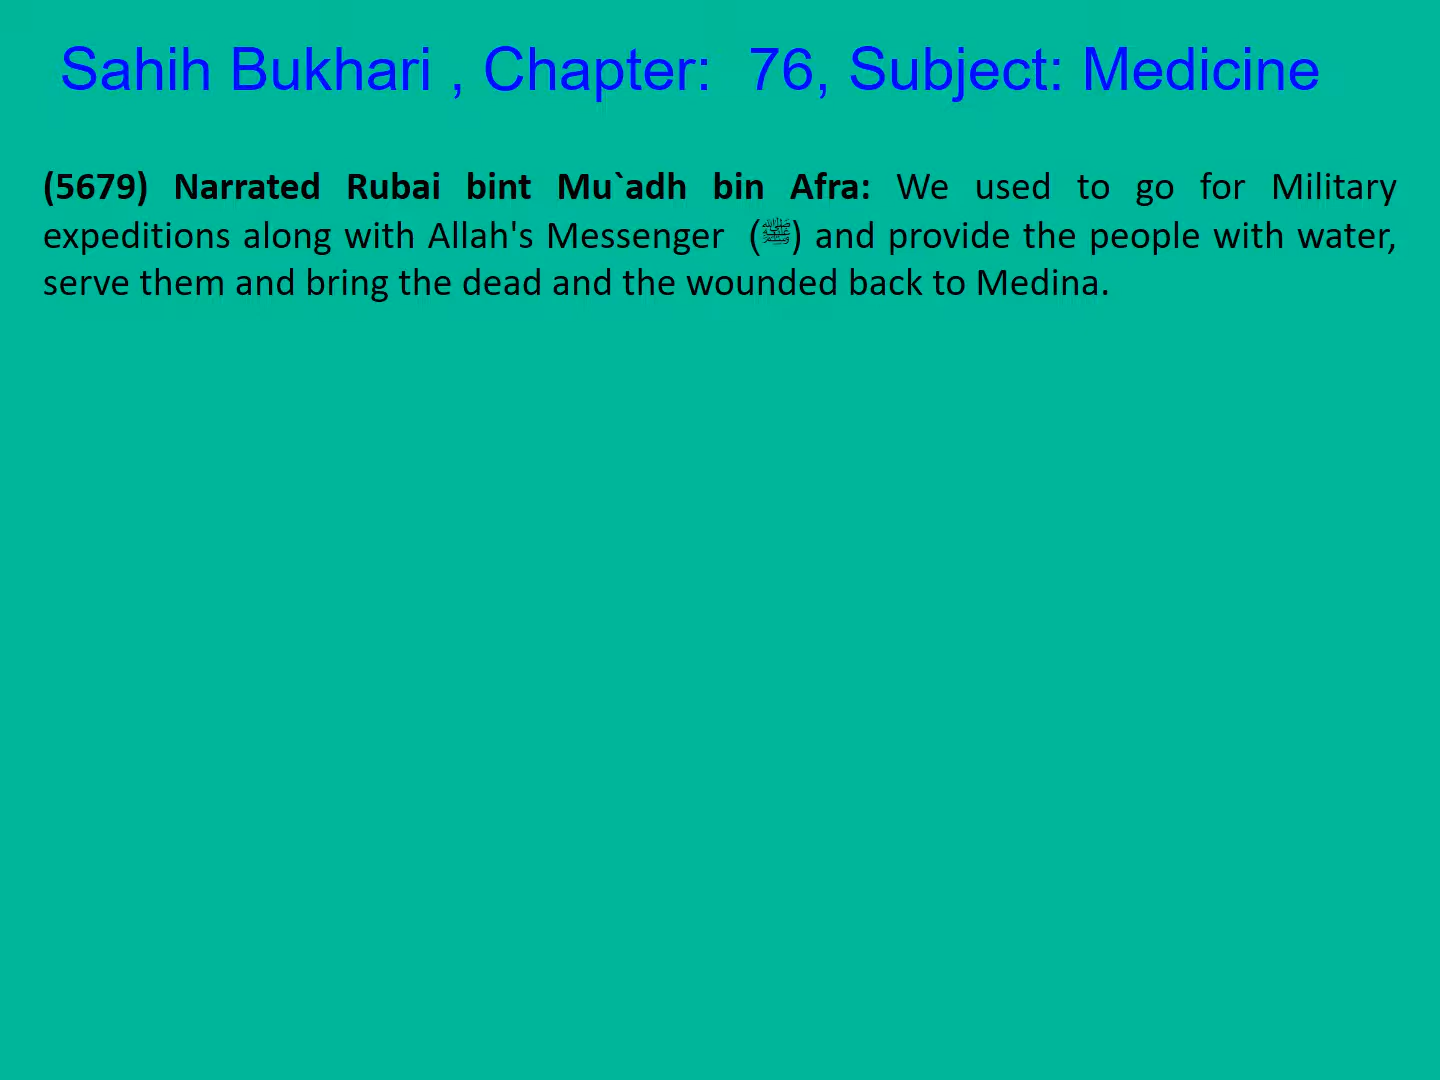 Sahih Bukhari , Chapter:  76, Subject: Medicine
(5679) Narrated Rubai bint Mu`adh bin Afra: We used to go for Military
expeditions along with Allah's Messenger  (ﷺ) and provide the people with water,
serve them and bring the dead and the wounded back to Medina.